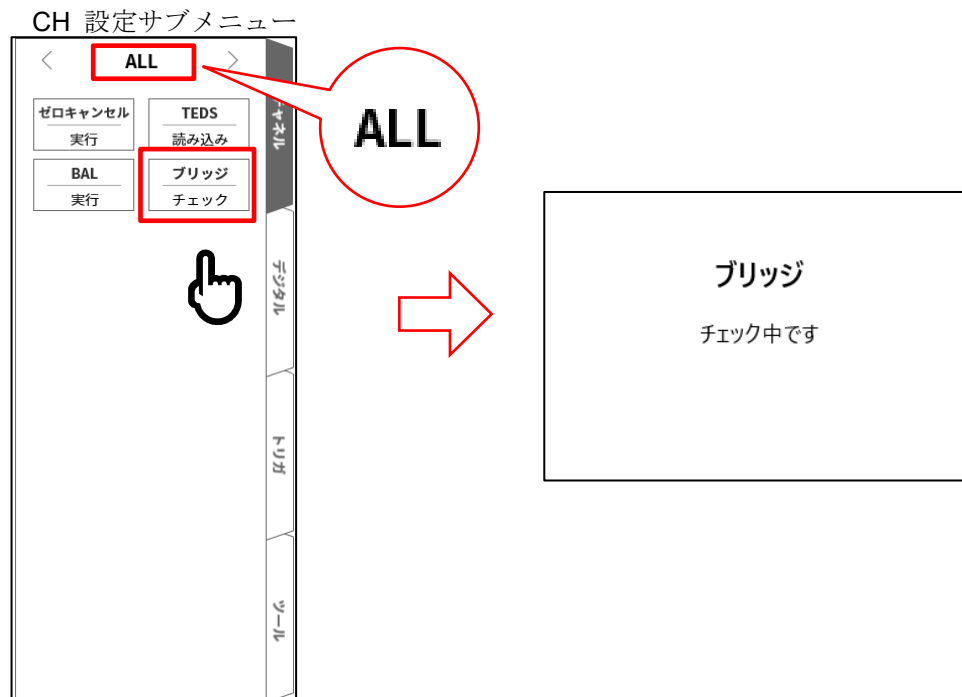 CH 設定サブメニュー
< ALL >
ALL
ゼロキャンセル
実行
TEDS
読み込み
BAL
実行
ブリッジ
チェック
デジタル
トリガ
ツール
ブリッジ
チェック中です